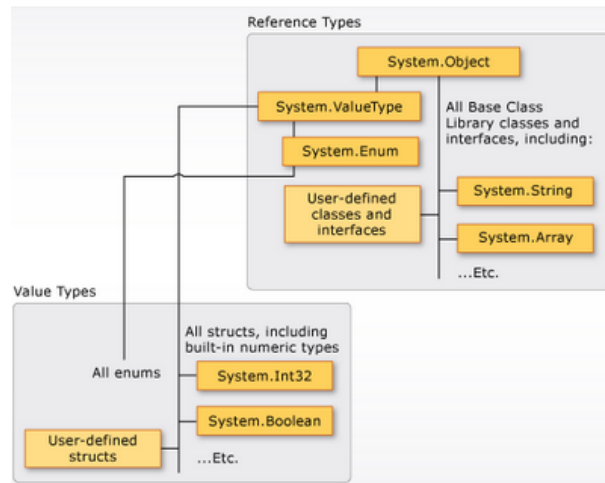 Reference Types
System.Object
System.ValueType
All Base Class
Library classes and
interfaces, including:
System.Enum
User-defined
classes and
interfaces
System.String
System.Array
...Etc.
Value Types
All structs, including
built-in numeric types
All enums
System.Int32
System.Boolean
User-defined
structs
...Etc.